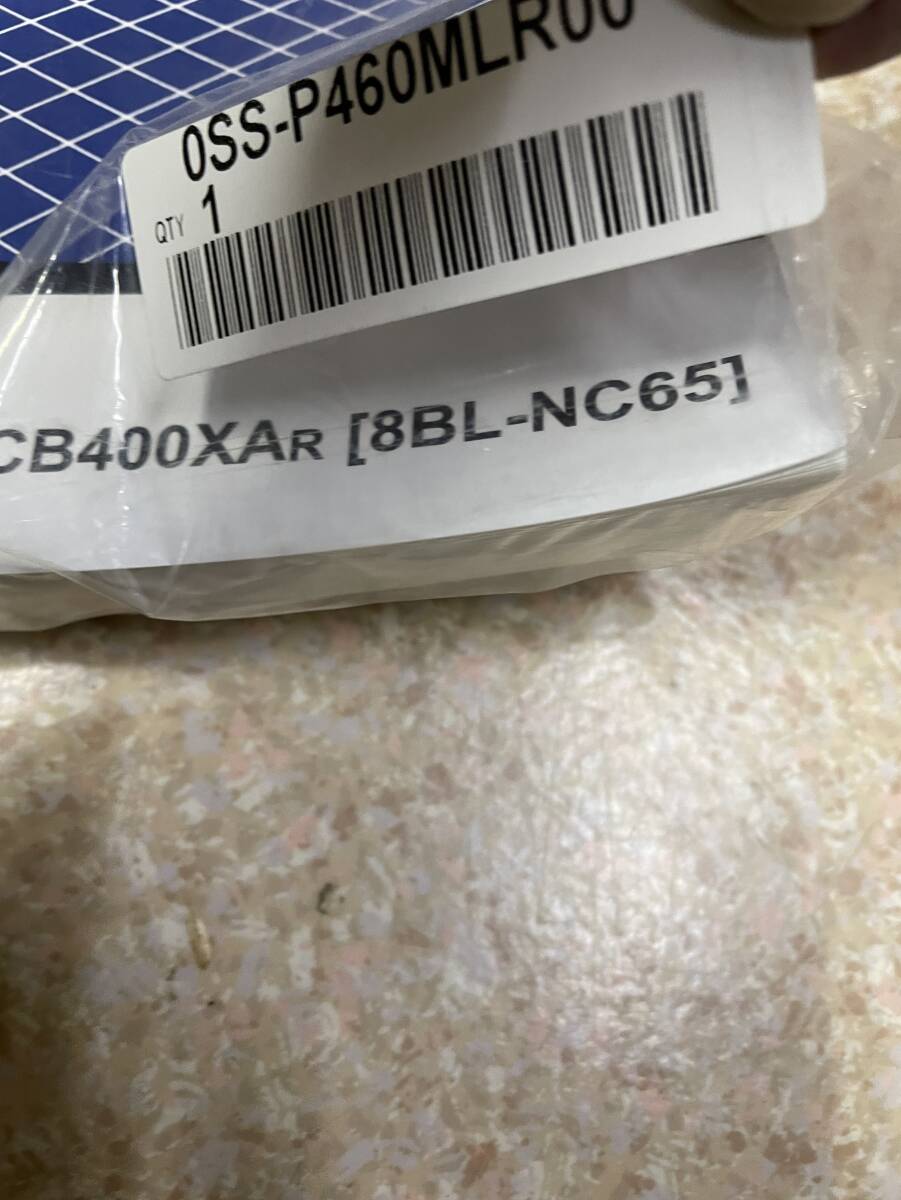 0SS-P460MLR00
QTY 1
CB400XAR [8BL-NC65]